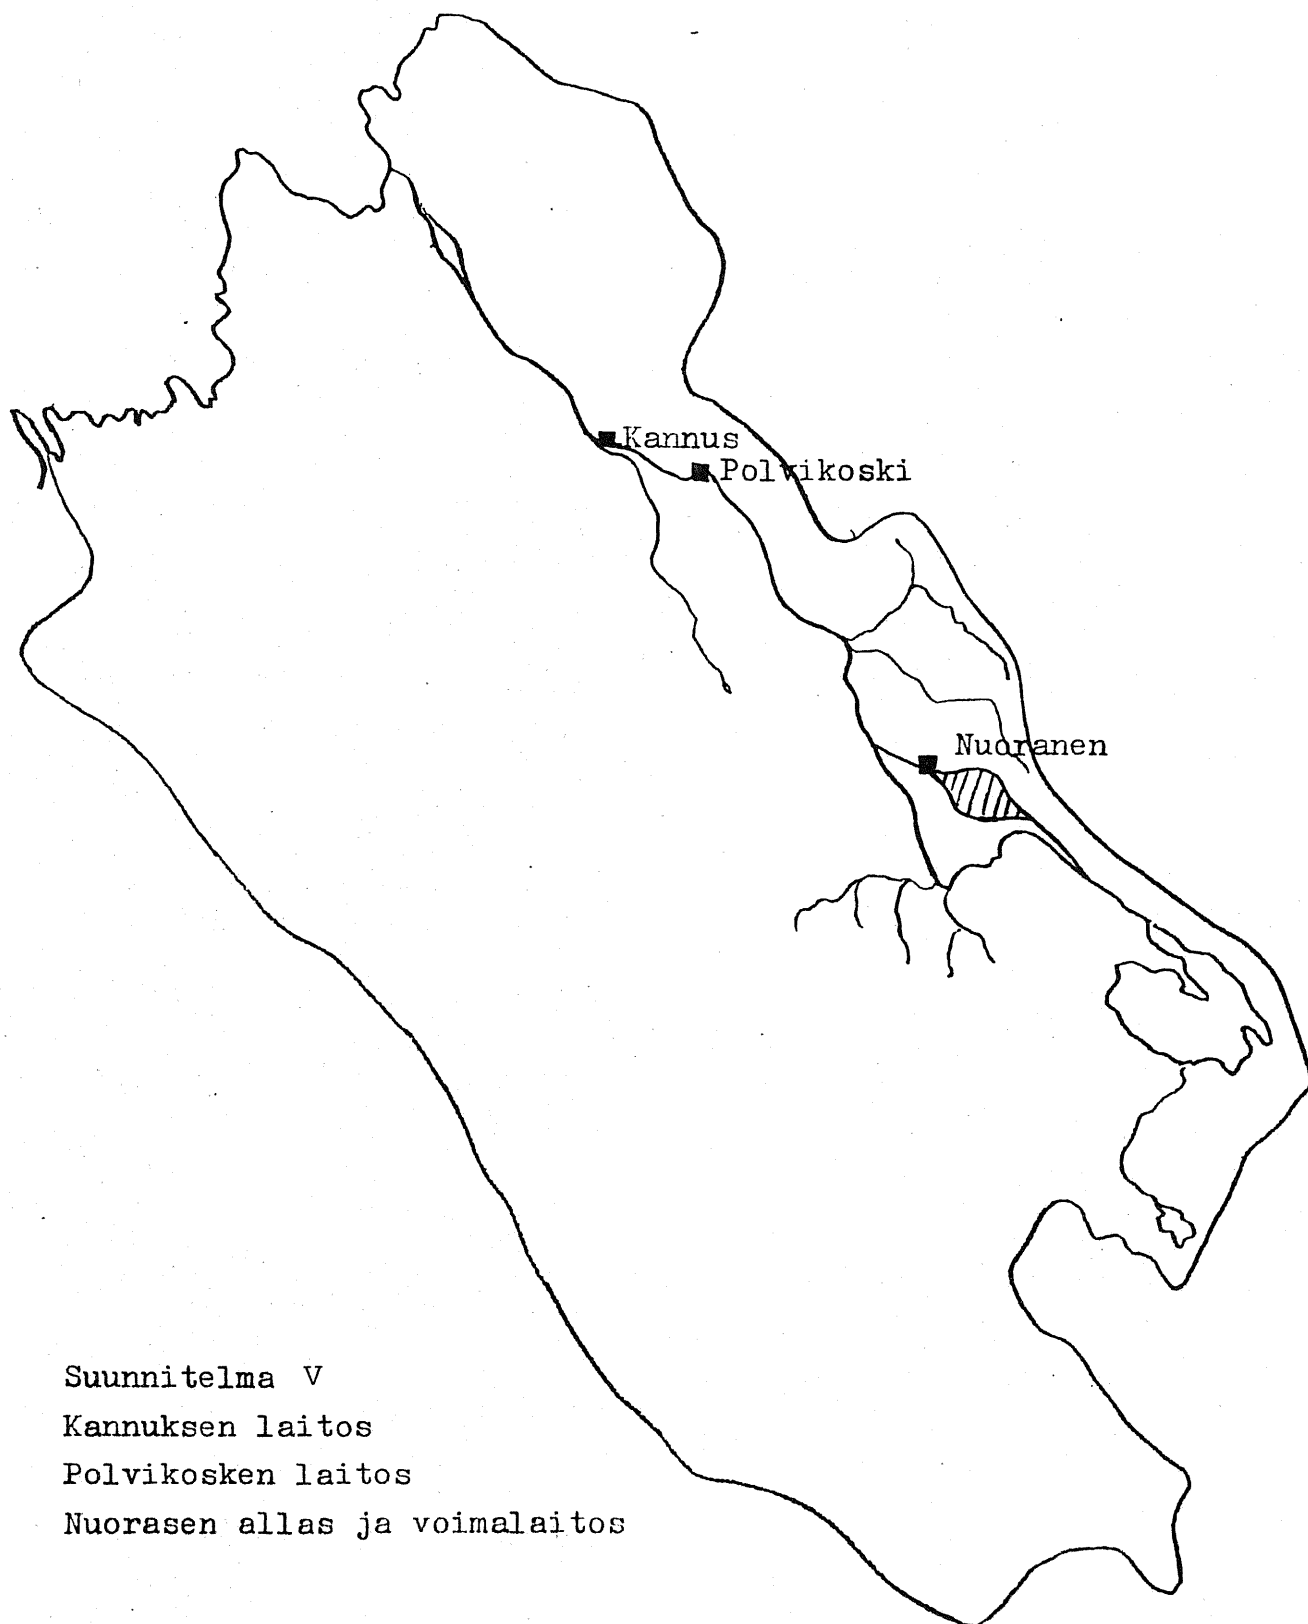 Kannus
Polvikoski
Nuoranen
Suunnitelma V
Kannuksen laitos
Polvikosken laitos
Nuorasen allas ja voimalaitos